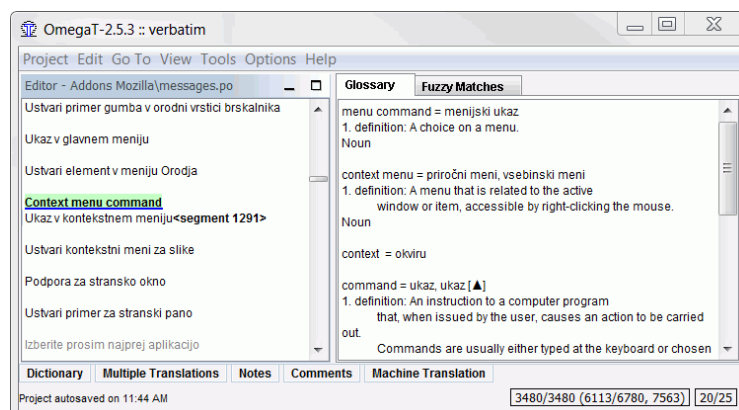 OmegaT-2.5.3 :: verbatim
Project Edit Go To View Tools Options Help
Editor - Addons Mozilla\messages.po
Ustvari primer gumba v orodni vrstici brskalnika
Ukaz v glavnem meniju
Ustvari element v meniju Orodja
Context menu command
Ukaz v kontekstnem meniju<segment 1291>
Ustvari kontekstni meni za slike
Podpora za stransko okno
Ustvari primer za stranski pano
Izberite prosim najprej aplikacijo
Glossary Fuzzy Matches
menu command = menijski ukaz
1. definition: A choice on a menu.
Noun
context menu = priročni meni, vsebinski meni
1. definition: A menu that is related to the active
window or item, accessible by right-clicking the mouse.
Noun
context = okviru
command = ukaz, ukaz [▲]
1. definition: An instruction to a computer program
that, when issued by the user, causes an action to be carried
out.
Commands are usually either typed at the keyboard or chosen
Dictionary Multiple Translations Notes Comments Machine Translation
Project autosaved on 11:44 AM
3480/3480 (6113/6780, 7563) 20/25